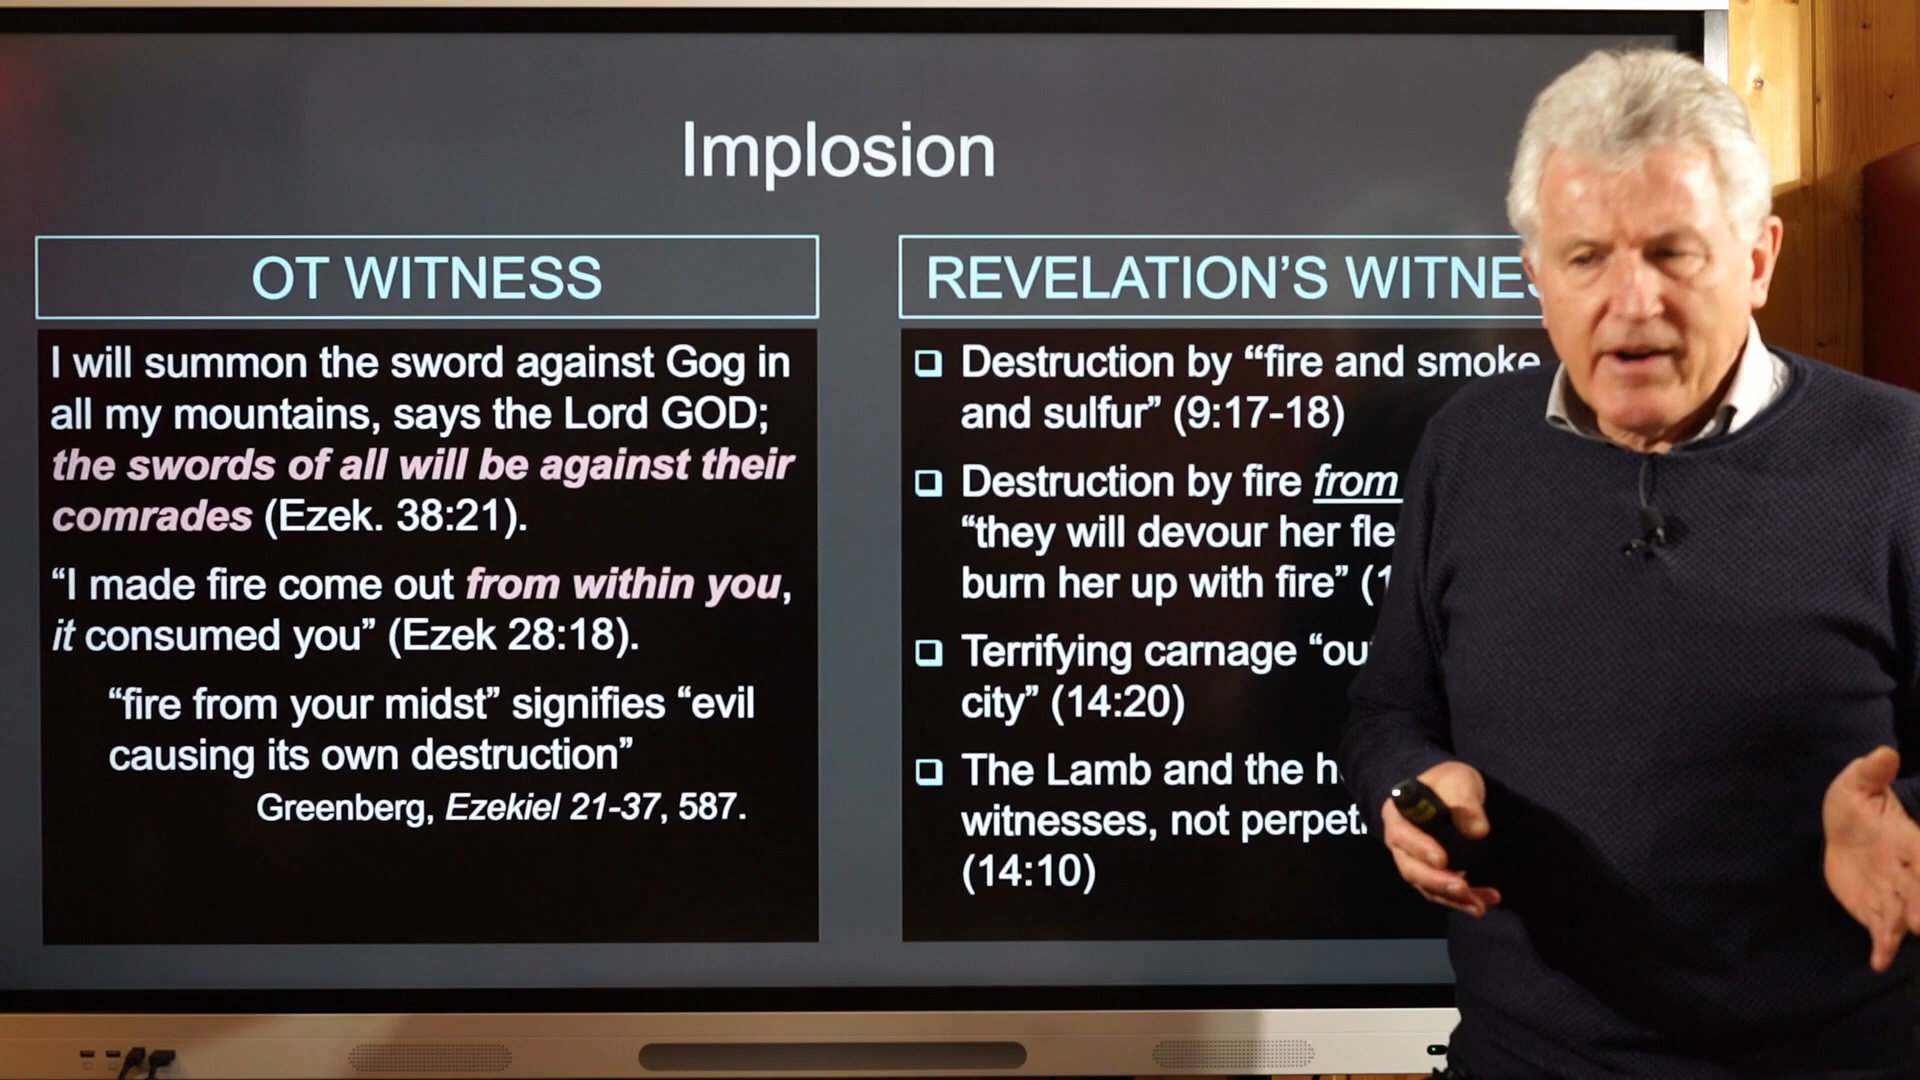 Implosion
OT WITNESS
I will summon the sword against Gog in
all my mountains, says the Lord GOD;
the swords of all will be against their
comrades (Ezek. 38:21).
“I made fire come out from within you,
it consumed you” (Ezek 28:18).
“fire from your midst” signifies “evil
causing its own destruction”
Greenberg, Ezekiel 21-37, 587.
REVELATION’S
❑ Destruction by “fire and smoke
and sulfur” (9:17-18)
❑ Destruction by fire from
“they will devour her
burn her up with fire”
❑ Terrifying carnage
city” (14:20)
❑ The Lamb and the
witnesses, not
(14:10)